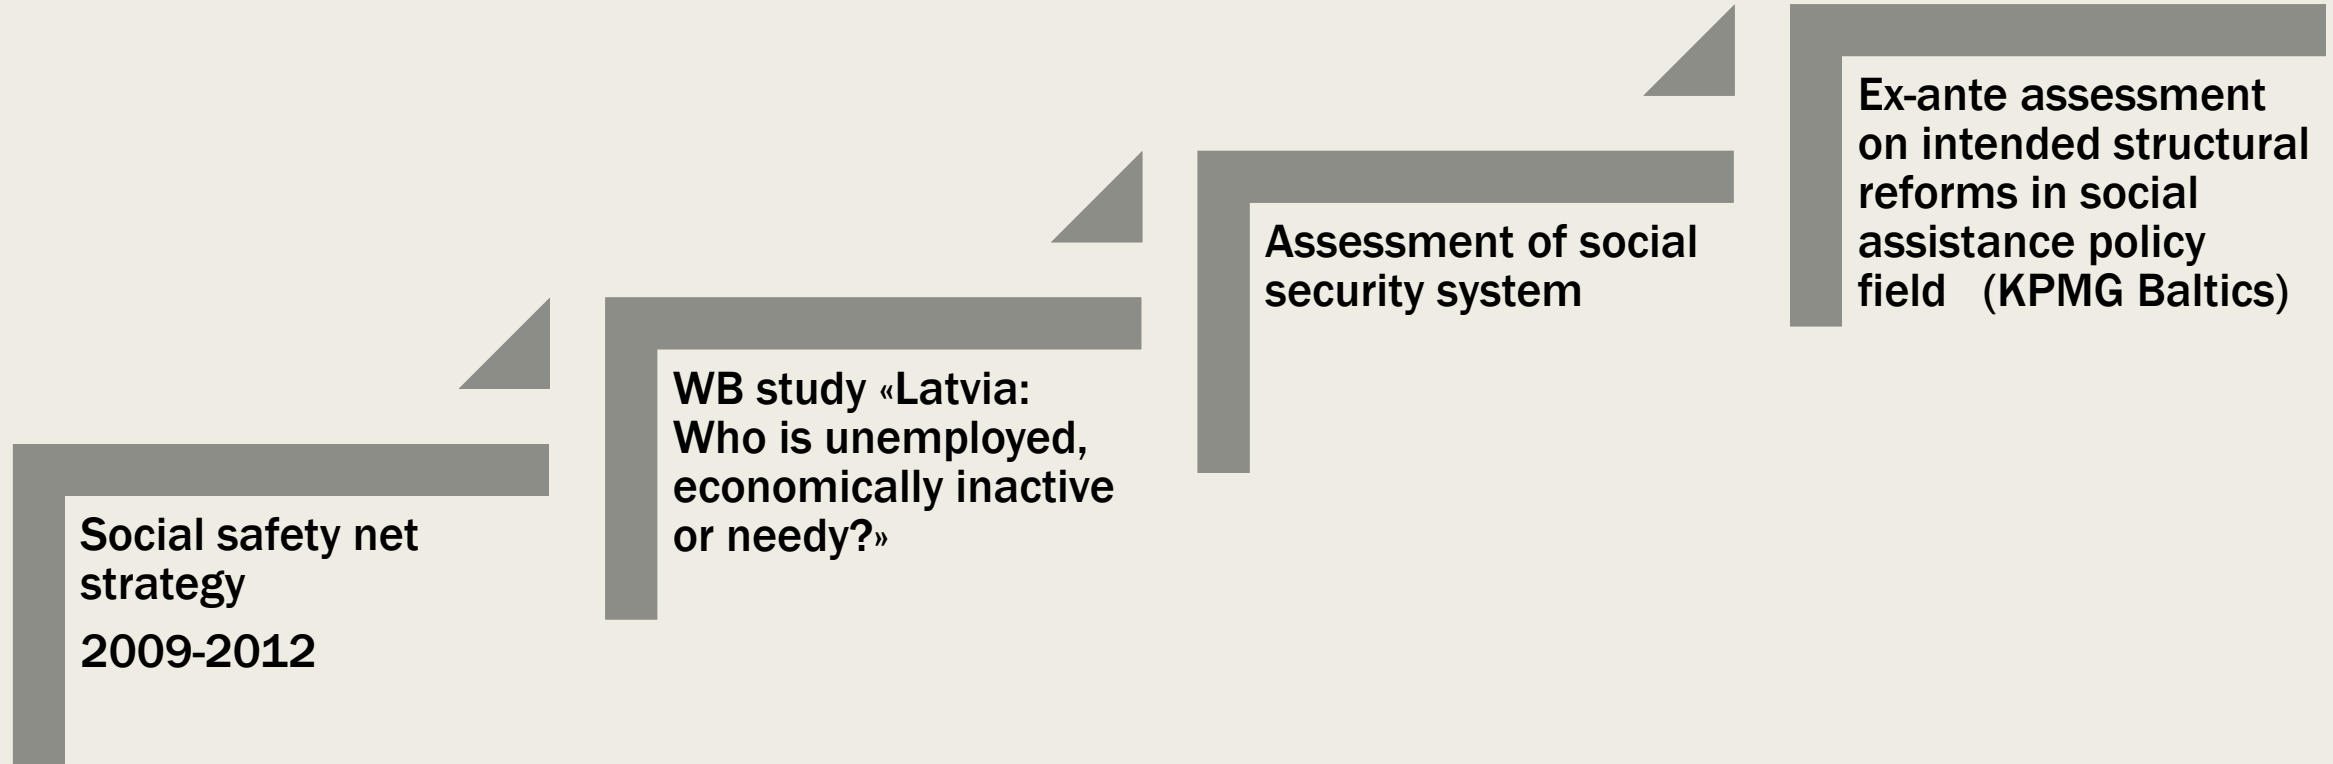 Social safety net
strategy
2009-2012
WB study «Latvia:
Who is unemployed,
economically inactive
or needy?»
Assessment of social
security system
Ex-ante assessment
on intended structural
reforms in social
assistance policy
field (KPMG Baltics)